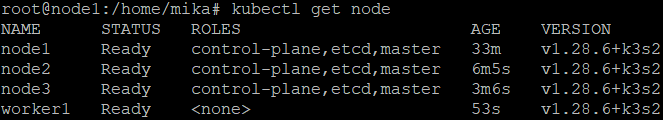 root@node1:/home/mika# kubectl get node
NAME STATUS ROLES AGE VERSION
node1 Ready control-plane,etcd,master 33m v1.28.6+k3s2
node2 Ready control-plane,etcd,master 6m5s v1.28.6+k3s2
node3 Ready control-plane,etcd,master 3m6s v1.28.6+k3s2
worker1 Ready <none> 53s v1.28.6+k3s2